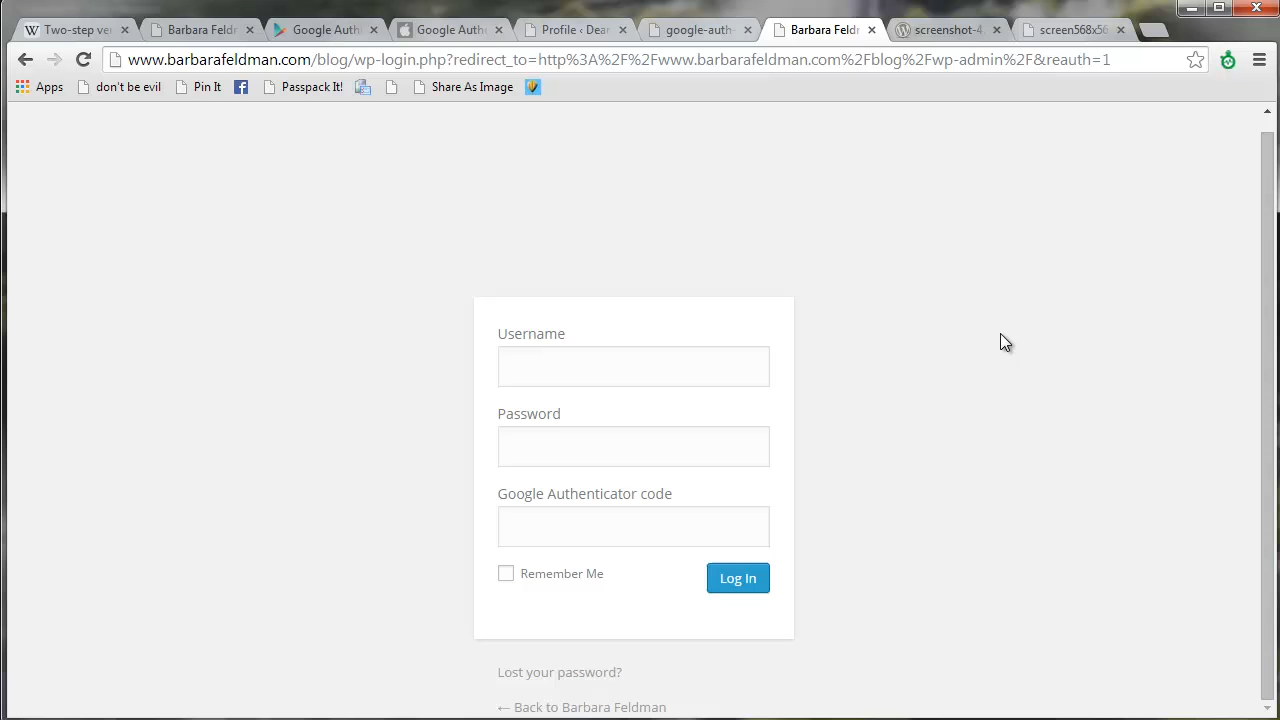 Two-step ve
Barbara Feldm
Google Auth
Google Auth
Profile ‹ Dear
google-auth-
Barbara Feldm
screenshot-4
screen568x56
www.barbarafeldman.com/blog/wp-login.php?redirect_to=http%3A%2F%2Fwww.barbarafeldman.com%2Fblog%2Fwp-admin%2F&reauth=1
Apps
don't be evil
Pin It
Passpack It!
Share As Image
Username
Password
Google Authenticator code
Remember Me
Log In
Lost your password?
← Back to Barbara Feldman